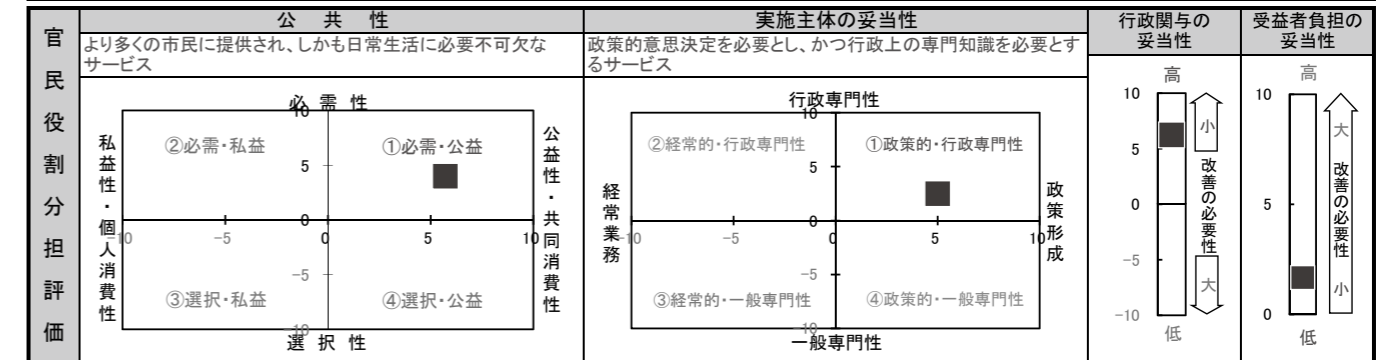 官民役割分担評価
公 共 性
より多くの市民に提供され、しかも日常生活に必要不可欠な
サービス
必 需 性
10
私益性・個人消費性
②必需・私益
①必需・公益
公益性・共同消費性
5
0
-10
-5
0
5
10
-5
③選択・私益
④選択・公益
-10
選 択 性
実施主体の妥当性
政策的意思決定を必要とし、かつ行政上の専門知識を必要とす
るサービス
行政専門性
10
②経常的・行政専門性
①政策的・行政専門性
5
経常業務
政策形成
0
-10
-5
0
5
10
-5
③経常的・一般専門性
④政策的・一般専門性
-10
一般専門性
行政関与の
妥当性
高
10
5
0
-5
-10
小
改善の必要性
大
低
受益者負担の
妥当性
高
10
5
0
大
改善の必要性
小
低